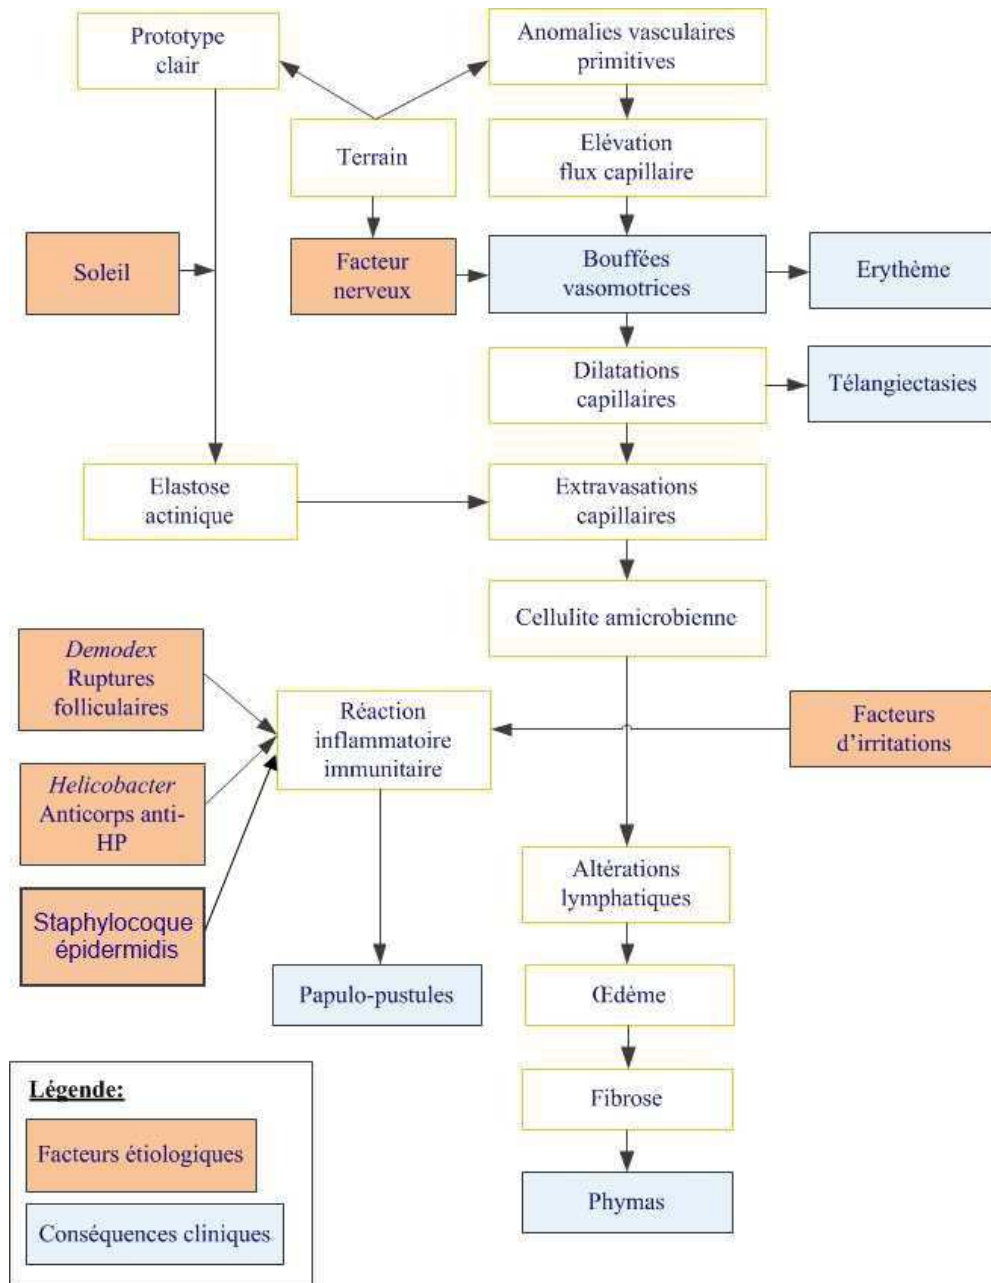 Prototype
clair
Anomalies vasculaires
primitives
Terrain
Elévation
flux capillaire
Soleil
Facteur
nerveux
Bouffées
vasomotrices
Erythème
Dilatations
capillaires
Télangiectasies
Elastose
actinique
Extravasations
capillaires
Cellulite amicrobienne
Demodex
Ruptures
folliculaires
Réaction
inflammatoire
immunitaire
Facteurs
d'irritations
Helicobacter
Anticorps anti-
HP
Staphylocoque
épidermidis
Altérations
lymphatiques
Papulo-pustules
Œdème
Fibrose
Phymas
Légende:
Facteurs étiologiques
Conséquences cliniques